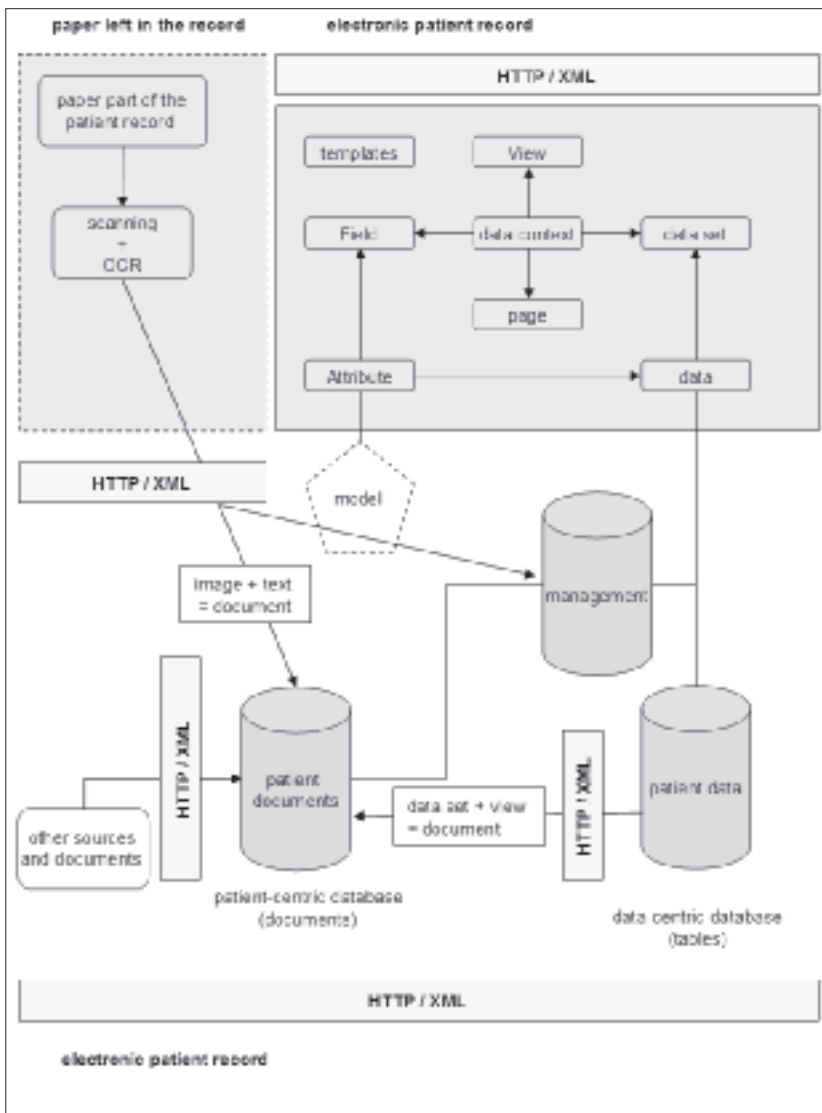 paper left in the record
electronic patient record
HTTP / XML
paper part of the
patient record
templates
View
scanning
+
OCR
Field
data context
data set
page
Attribute
data
HTTP / XML
model
image + text
= document
management
HTTP / XML
patient
documents
data set + view
= document
HTTP / XML
patient data
other sources
and documents
patient-centric database
(documents)
data centric database
(tables)
HTTP / XML
electronic patient record